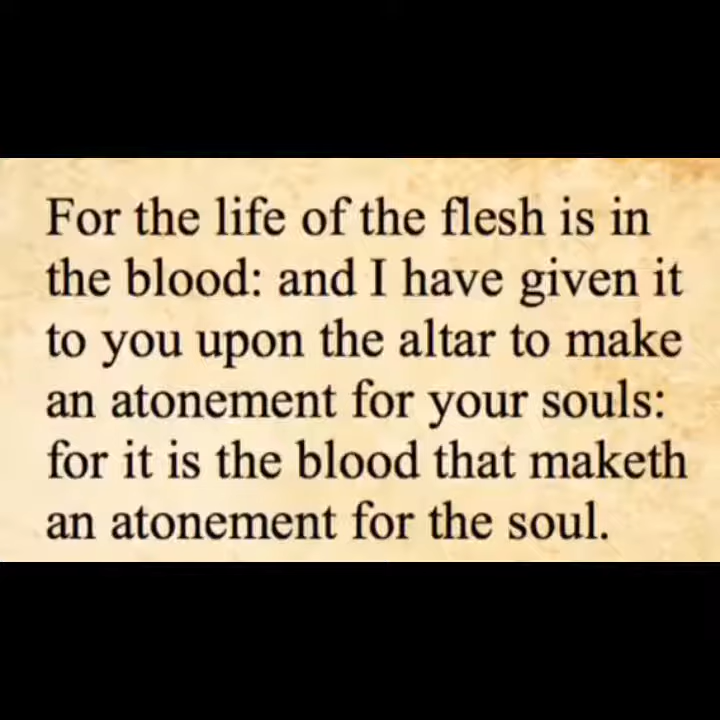 For the life of the flesh is in
the blood: and I have given it
to you upon the altar to make
an atonement for your souls:
for it is the blood that maketh
an atonement for the soul.